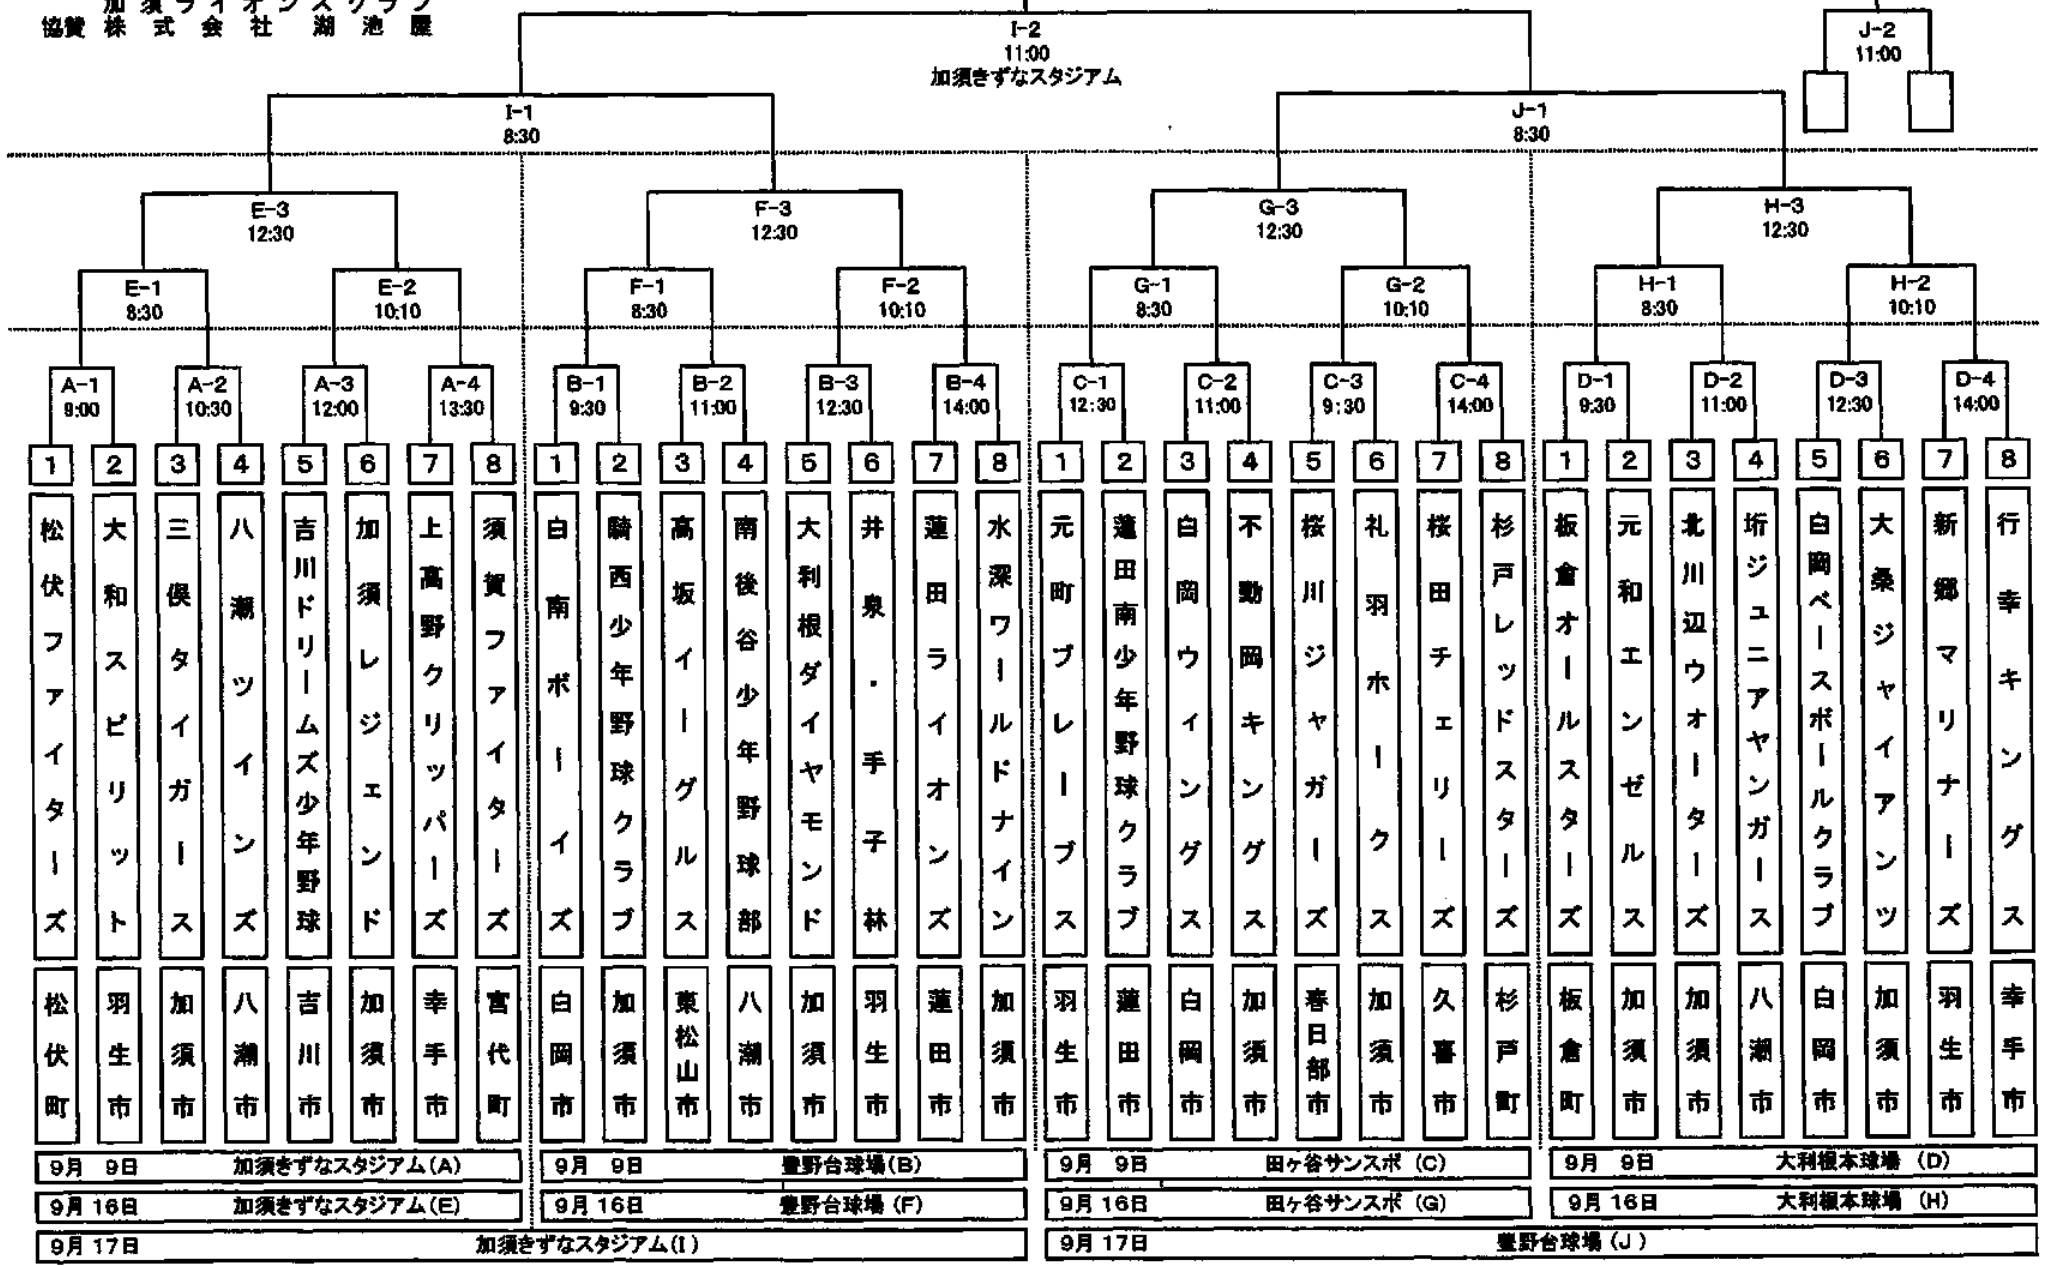 加須ライオンズクラブ
協賛 株式会社 湖池屋
I-2
11:00
加須きずなスタジアム
J-2
11:00
I-1
8:30
J-1
8:30
E-3
12:30
F-3
12:30
G-3
12:30
H-3
12:30
E-1
8:30
E-2
10:10
F-1
8:30
F-2
10:10
G-1
8:30
G-2
10:10
H-1
8:30
H-2
10:10
A-1
9:00
A-2
10:30
A-3
12:00
A-4
13:30
B-1
9:30
B-2
11:00
B-3
12:30
B-4
14:00
C-1
12:30
C-2
11:00
C-3
9:30
C-4
14:00
D-1
9:30
D-2
11:00
D-3
12:30
D-4
14:00
1 2 3 4 5 6 7 8 1 2 3 4 5 6 7 8 1 2 3 4 5 6 7 8 1 2 3 4 5 6 7 8
松伏ファイターズ
大和スピリット
三俣タイガース
八潮ツインズ
吉川ドリームズ少年野球
加須レジェンド
上高野クリッパーズ
須賀ファイターズ
白南ボーイズ
騎西少年野球クラブ
高坂イーグルス
南後谷少年野球部
大利根ダイヤモンド
井泉・手子林
蓮田ライオンズ
水深ワールドナイン
元町ブレーブス
蓮田南少年野球クラブ
白岡ウィングス
不動岡キングス
桜川ジャガーズ
礼羽ホークス
桜田チェリーズ
杉戸レッドスターズ
板倉オールスターズ
元和エンゼルス
北川辺ウォーターズ
垳ジュニアヤンガース
白岡ベースボールクラブ
大桑ジャイアンツ
新郷マリナーズ
行幸キングス
松伏町
羽生市
加須市
八潮市
吉川市
加須市
幸手市
宮代町
白岡市
加須市
東松山市
八潮市
加須市
羽生市
蓮田市
加須市
羽生市
蓮田市
白岡市
加須市
春日部市
加須市
久喜市
杉戸町
板倉町
加須市
加須市
八潮市
白岡市
加須市
羽生市
幸手市
9月 9日 加須きずなスタジアム(A)
9月 9日 豊野台球場(B)
9月 9日 田ヶ谷サンスポ (C)
9月 9日 大利根本球場 (D)
9月16日 加須きずなスタジアム(E)
9月16日 豊野台球場 (F)
9月16日 田ヶ谷サンスポ (G)
9月16日 大利根本球場 (H)
9月17日 加須きずなスタジアム(I)
9月17日 豊野台球場 (J)